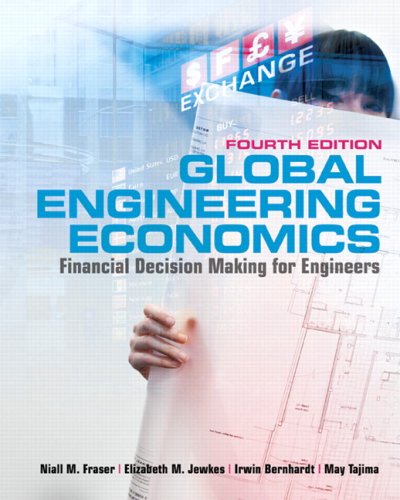 $ F £ ¥
EXCHANGE
BUY
FOURTH EDITION
GLOBAL
ENGINEERING
ECONOMICS
Financial Decision Making for Engineers
Niall M. Fraser | Elizabeth M. Jewkes | Irwin Bernhardt | May Tajima